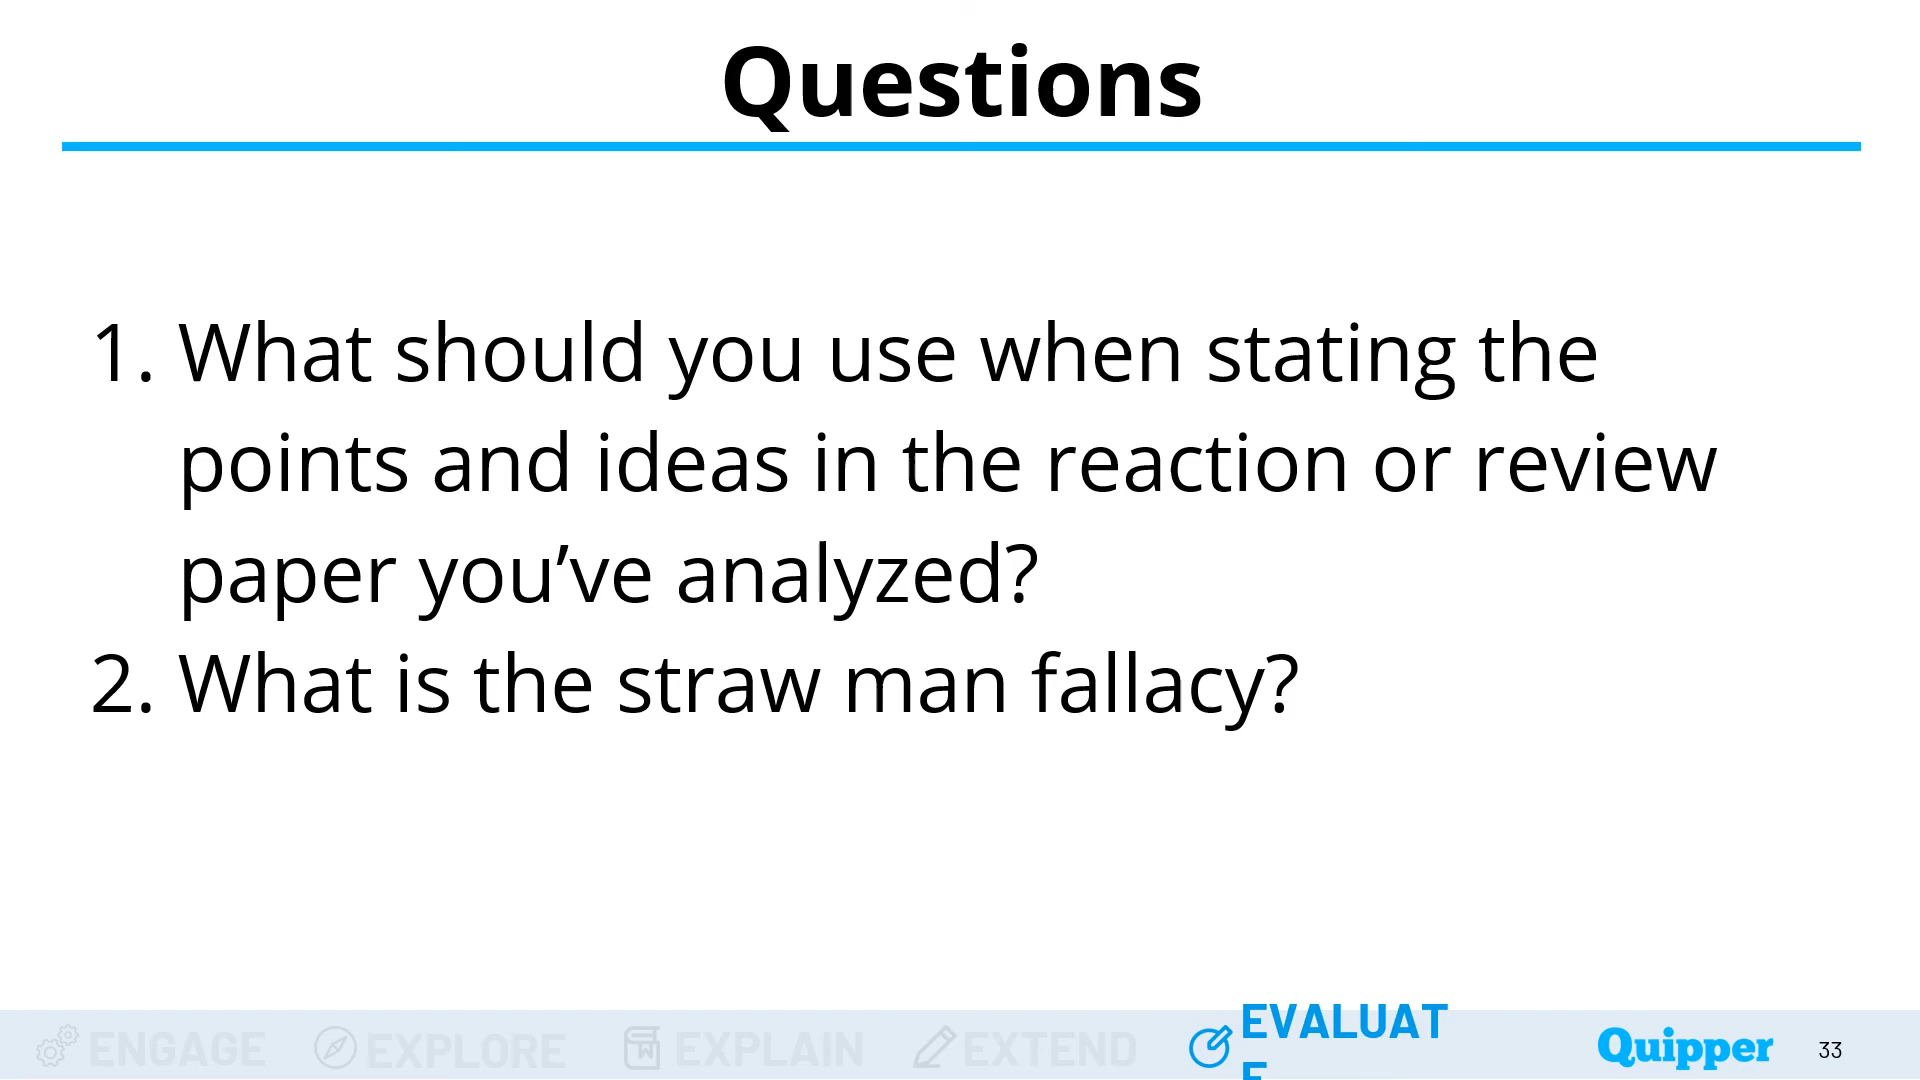 Questions
1. What should you use when stating the
points and ideas in the reaction or review
paper you’ve analyzed?
2. What is the straw man fallacy?
ENGAGE
EXPLORE
EXPLAIN
EXTEND
EVALUAT
E
Quipper
33